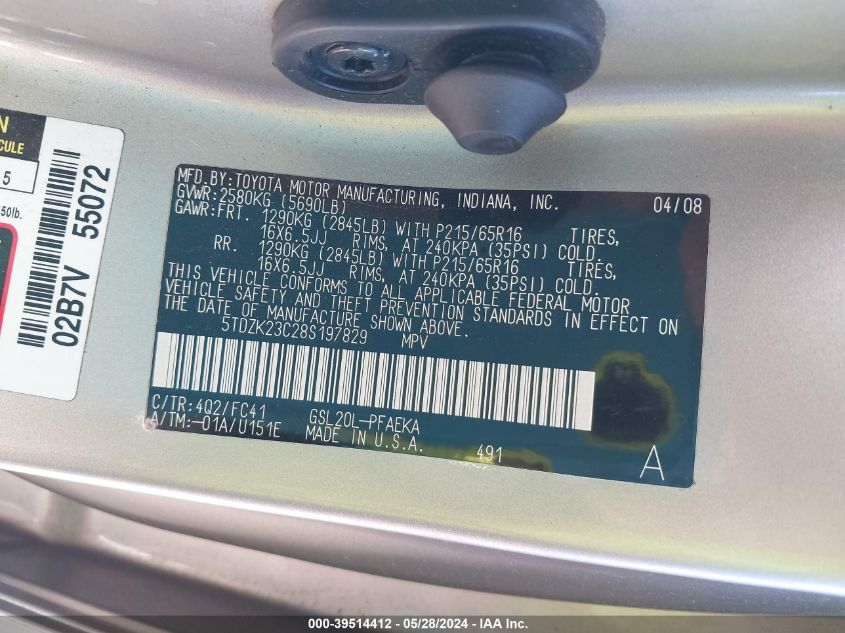 N
CULE
5
50lb.
02B7V 55072
MFD.BY:TOYOTA MOTOR MANUFACTURING, INDIANA, INC. 04/08
GVWR:2580KG (5690LB)
GAWR:FRT. 1290KG (2845LB) WITH P215/65R16 TIRES,
16X6.5JJ RIMS, AT 240KPA (35PSI) COLD.
RR. 1290KG (2845LB) WITH P215/65R16 TIRES,
16X6.5JJ RIMS, AT 240KPA (35PSI) COLD.
THIS VEHICLE CONFORMS TO ALL APPLICABLE FEDERAL MOTOR
VEHICLE SAFETY AND THEFT PREVENTION STANDARDS IN EFFECT ON
THE DATE OF MANUFACTURE SHOWN ABOVE.
5TDZK23C28S197829 MPV
C/TR:4Q2/FC41 GSL20L-PFAEKA
A/TM:-01A/U151E MADE IN U.S.A. 491 A
000-39514412 - 05/28/2024 - IAA Inc.